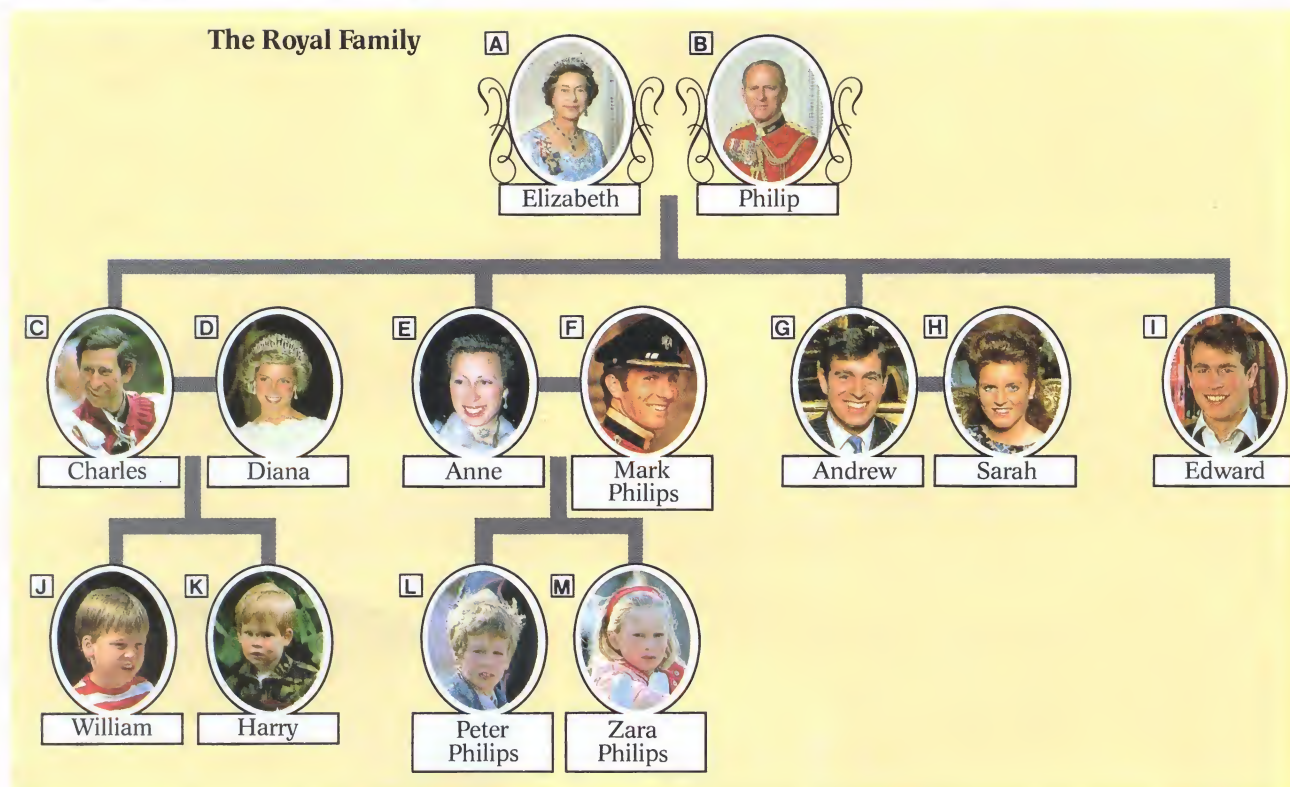 The Royal Family
A
B
Elizabeth
Philip
C
D
E
F
G
H
I
Charles
Diana
Anne
Mark
Philips
Andrew
Sarah
Edward
J
K
L
M
William
Harry
Peter
Philips
Zara
Philips